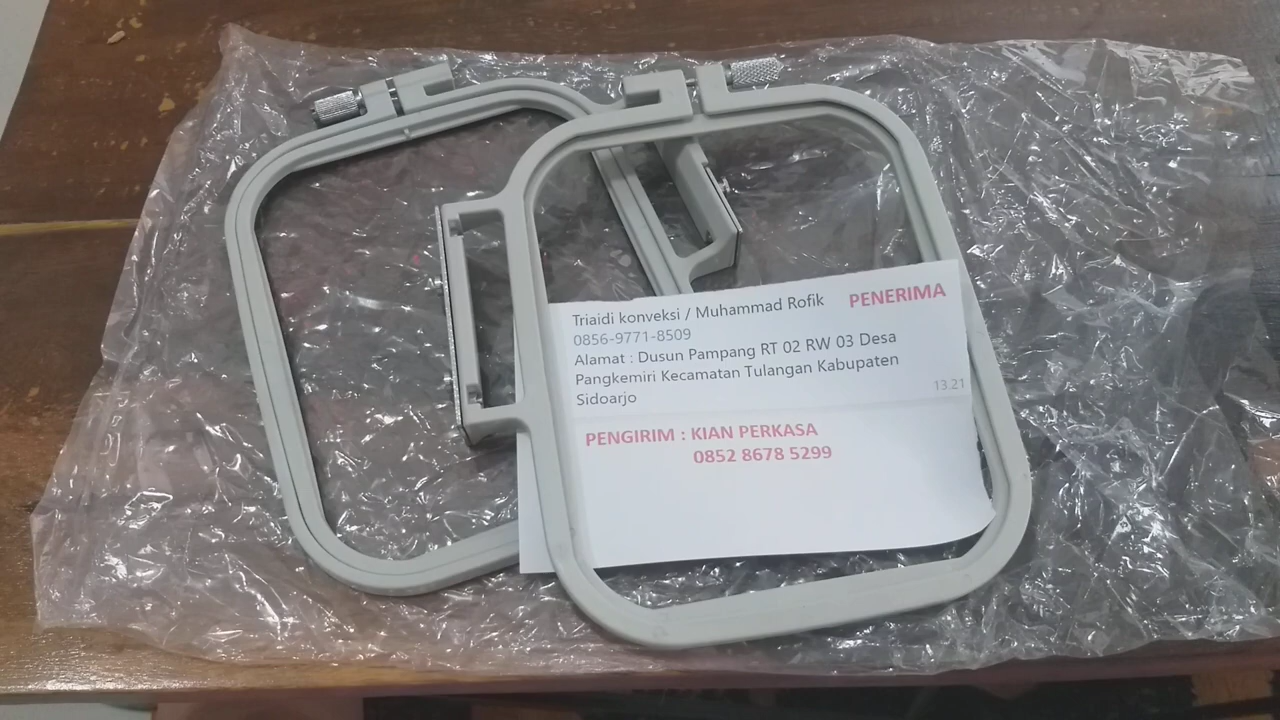 Triaidi konveksi / Muhammad Rofik PENERIMA
0856-9771-8509
Alamat : Dusun Pampang RT 02 RW 03 Desa
Pangkemiri Kecamatan Tulangan Kabupaten
Sidoarjo
13.21
PENGIRIM : KIAN PERKASA
0852 8678 5299